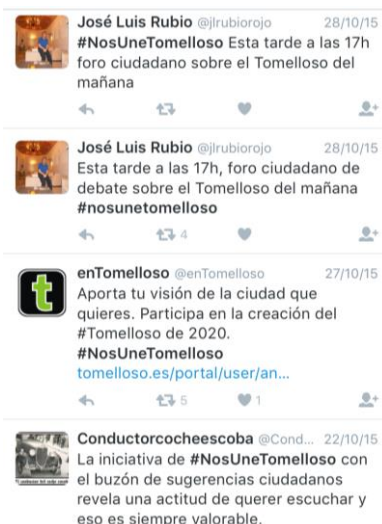 José Luis Rubio @jlrubiorojo 28/10/15
#NosUneTomelloso Esta tarde a las 17h
foro ciudadano sobre el Tomelloso del
mañana
José Luis Rubio @jlrubiorojo 28/10/15
Esta tarde a las 17h, foro ciudadano de
debate sobre el Tomelloso del mañana
#nosunetomelloso
4
t
enTomelloso @enTomelloso 27/10/15
Aporta tu visión de la ciudad que
quieres. Participa en la creación del
#Tomelloso de 2020.
#NosUneTomelloso
tomelloso.es/portal/user/an...
5 1
Conductorcocheescoba @Cond... 22/10/15
La iniciativa de #NosUneTomelloso con
el buzón de sugerencias ciudadanos
revela una actitud de querer escuchar y
eso es siempre valorable.